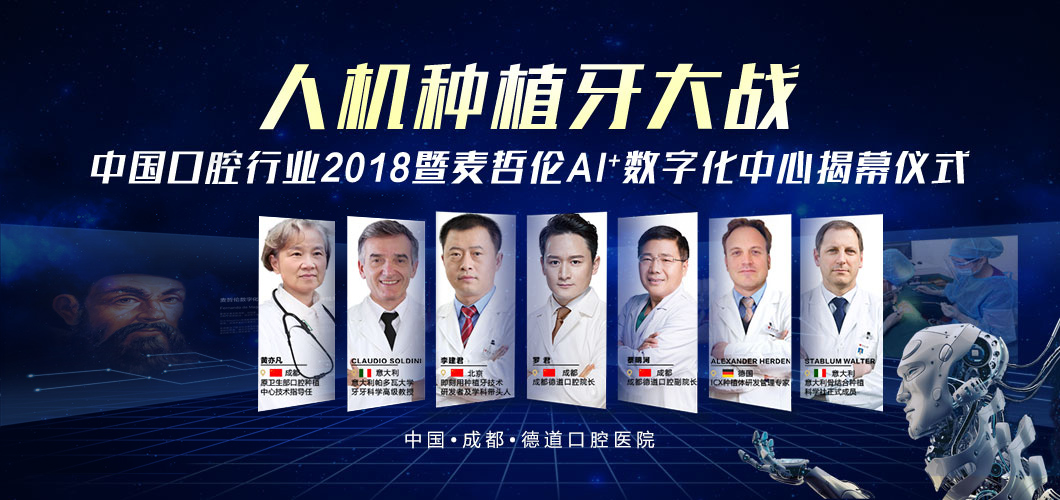 人机种植牙大战
中国口腔行业2018暨麦哲伦AI⁺数字化中心揭幕仪式
麦哲伦数字化
黄亦凡
成都
原卫生部口腔种植
中心技术指导任
CLAUDIO SOLDINI
意大利
意大利帕多瓦大学
牙牙科学高级教授
李建君
北京
即刻用种植牙技术
研发者及学科带头人
罗 君
成都
成都德道口腔院长
成都
成都德道口腔副院长
ALEXANDER HERDEN
德国
ICX种植体研发管理专家
STABLUM WALTER
意大利
意大利骨结合种植
科学社正式成员
中国•成都•德道口腔医院